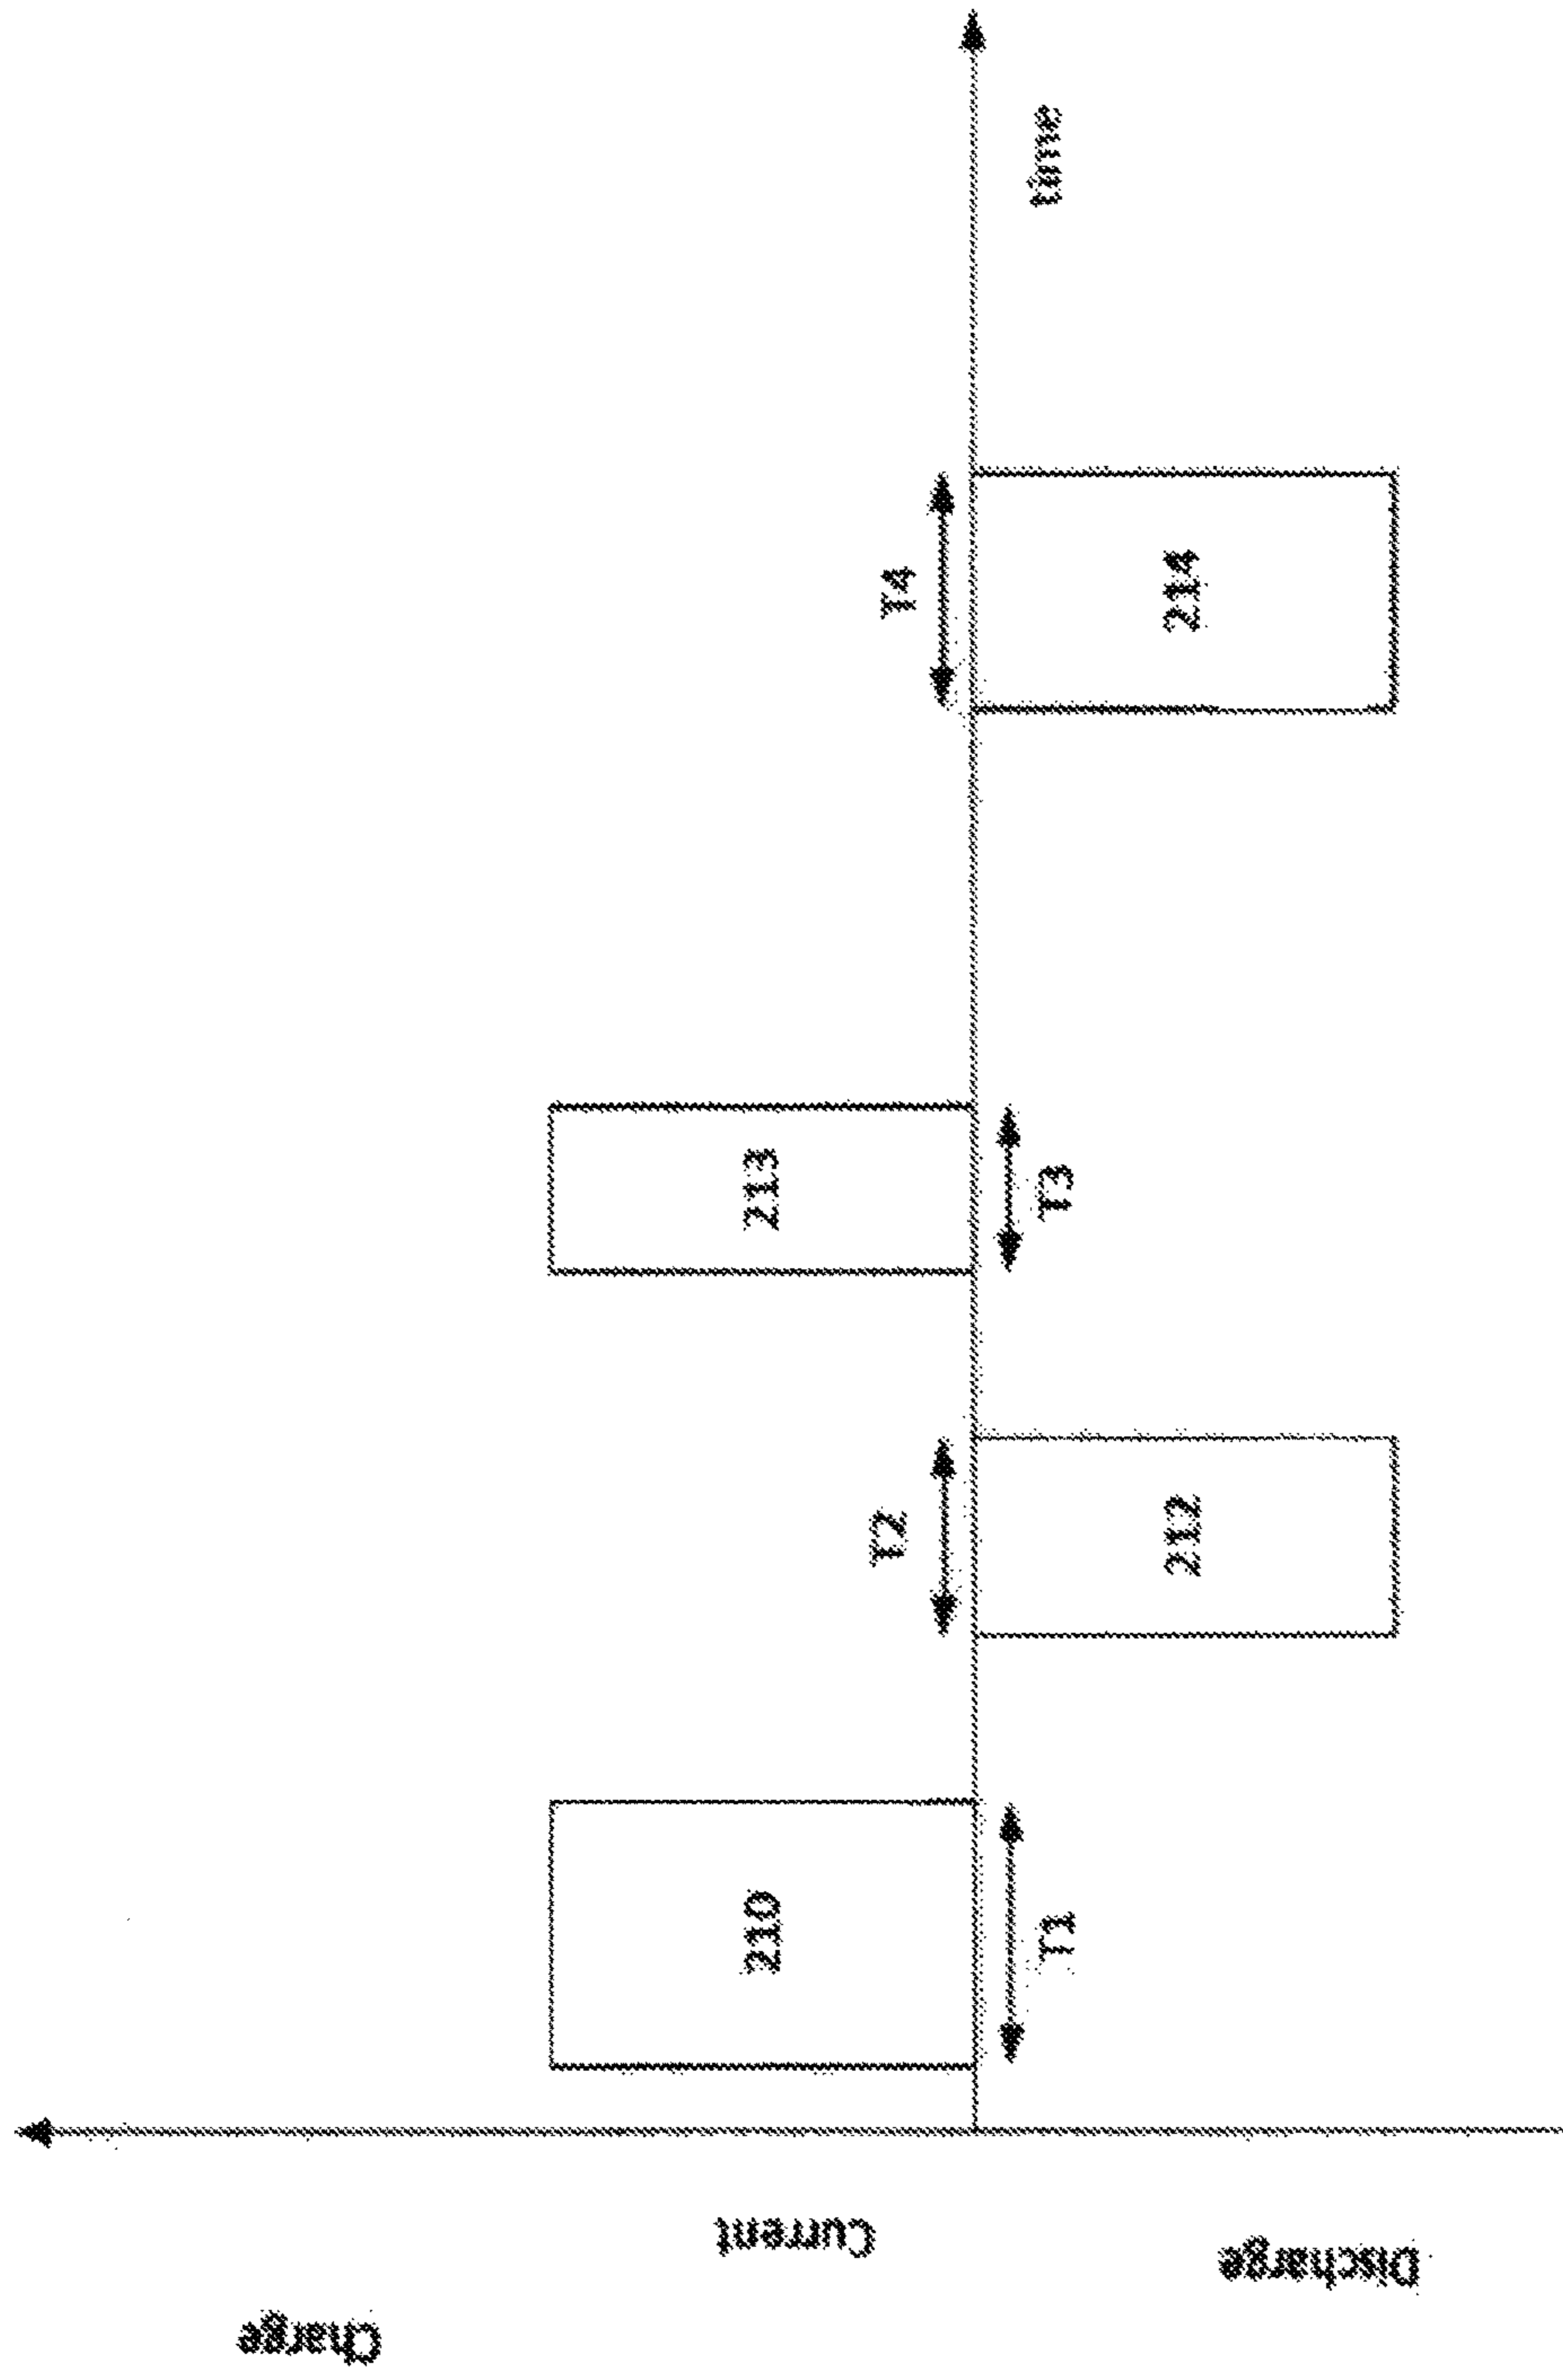 Charge
Current
Discharge
210
T1
T2
212
213
T3
T4
214
time